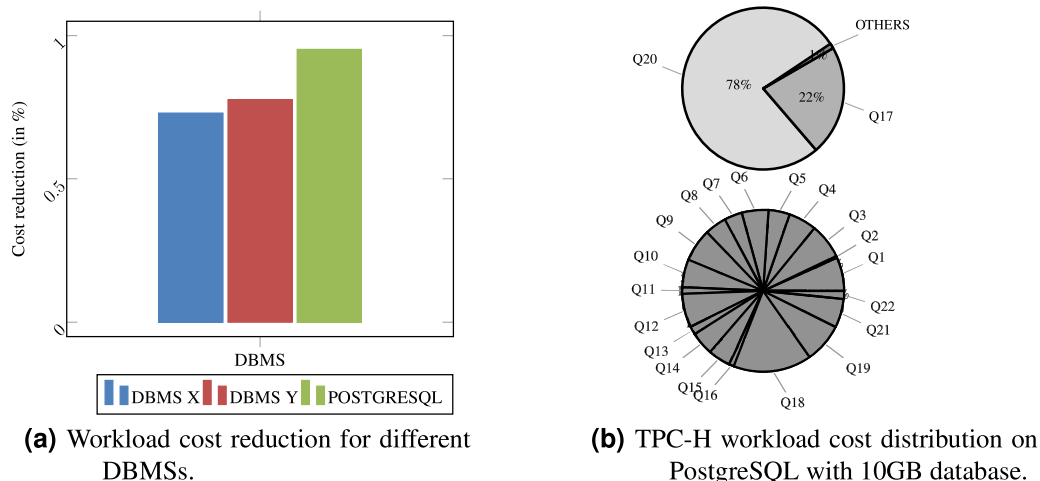 1
0.5
0
Cost reduction (in %)
DBMS
DBMS X DBMS Y POSTGRESQL
(a) Workload cost reduction for different
DBMSs.
OTHERS
1%
Q20
78%
22%
Q17
Q7
Q6
Q5
Q8
Q4
Q9
Q3
Q2
Q10
Q1
Q11
Q22
Q12
Q21
Q13
Q14
Q19
Q15
Q16
Q18
(b) TPC-H workload cost distribution on
PostgreSQL with 10GB database.